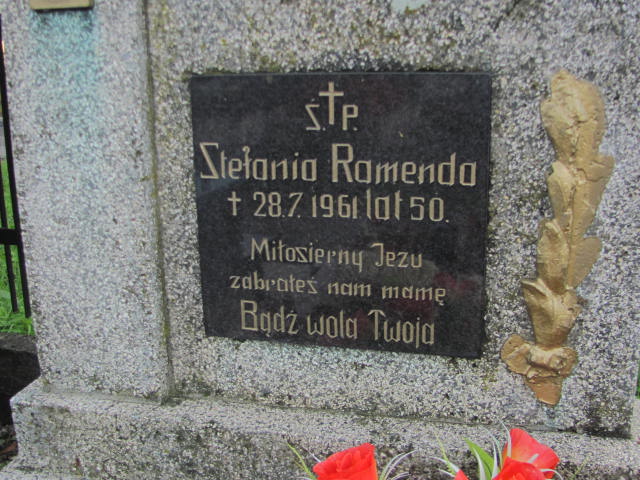 Ś.†P.
Stefania Ramenda
† 28.7.1961 lat 50.
Miłosierny Jezu
zabrałeś nam mamę
Bądź wola Twoja